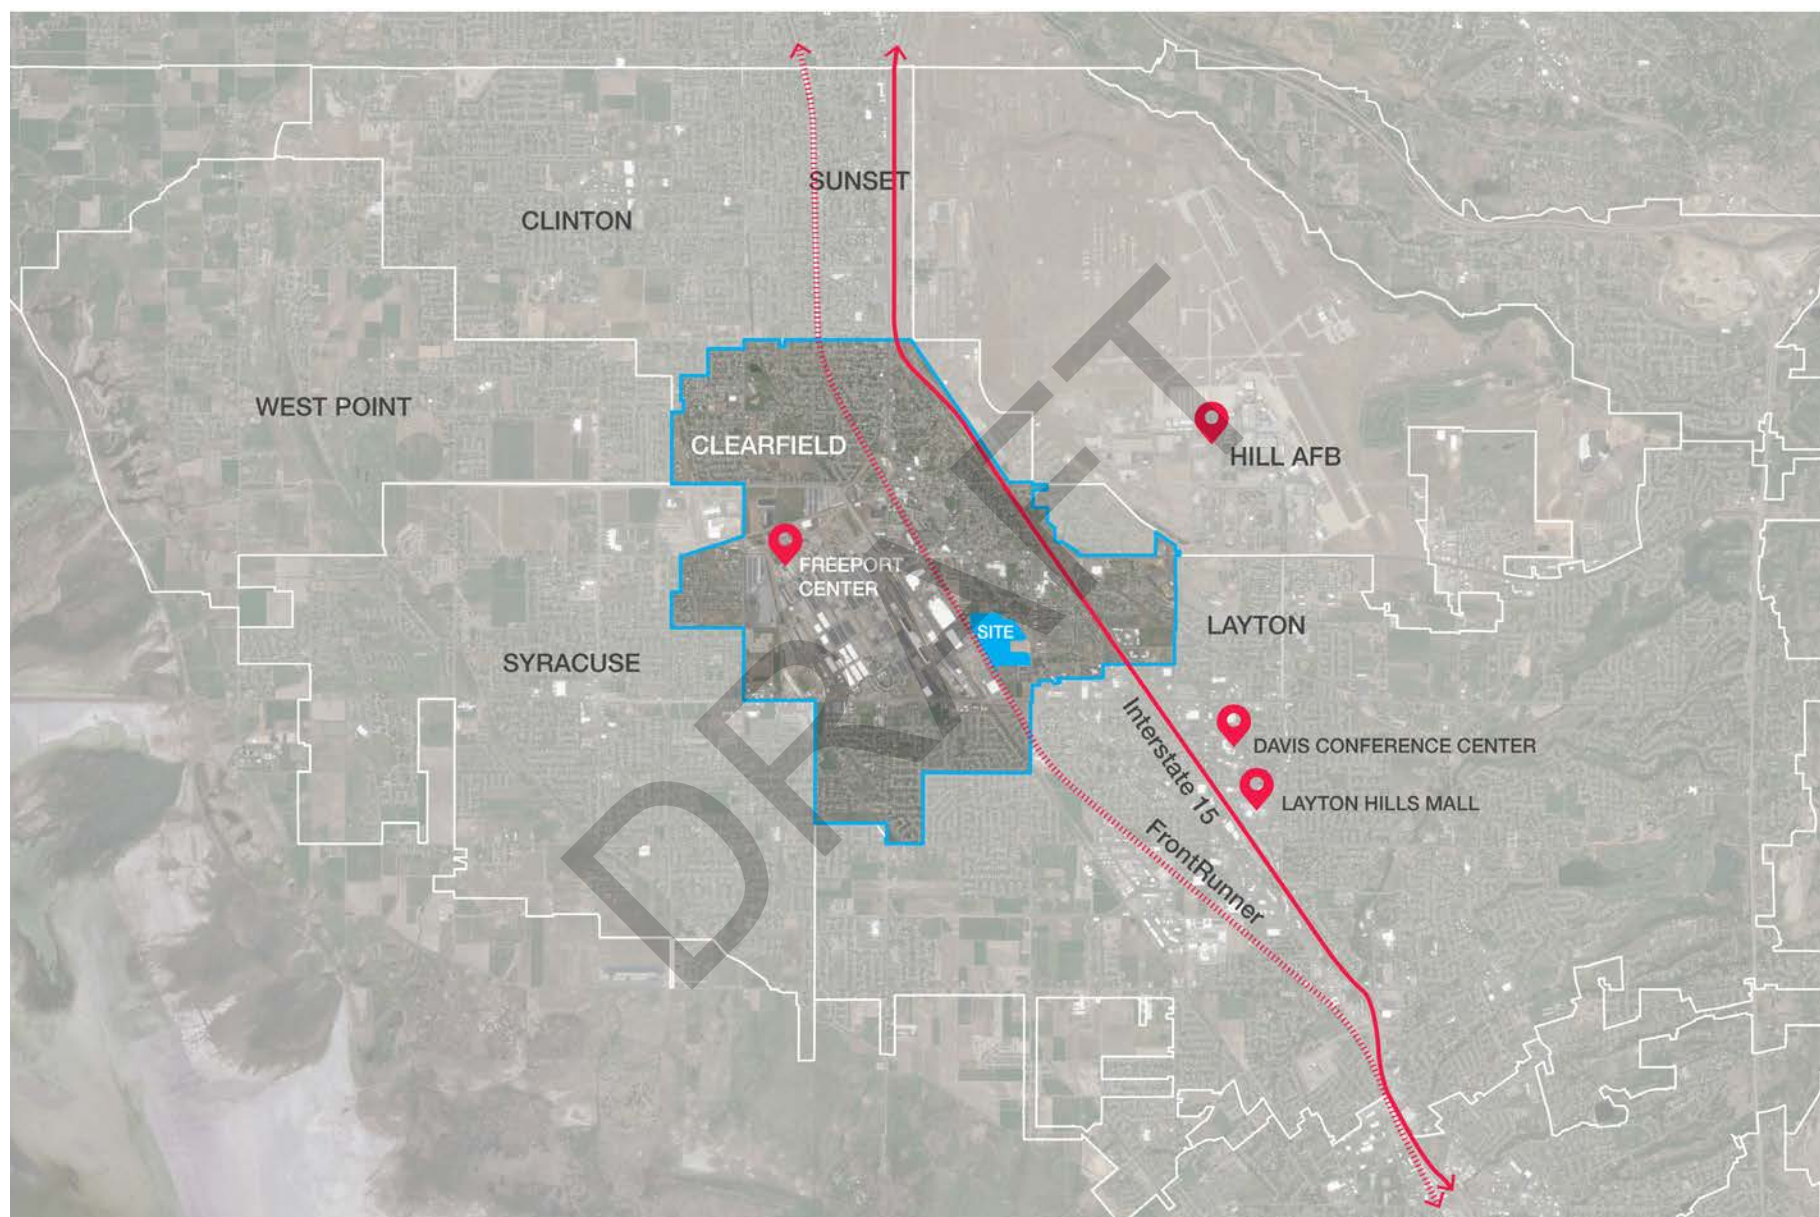 SUNSET
CLINTON
WEST POINT
CLEARFIELD
HILL AFB
FREEPORT
CENTER
SITE
LAYTON
SYRACUSE
Interstate 15
DAVIS CONFERENCE CENTER
LAYTON HILLS MALL
FrontRunner
DRAFT